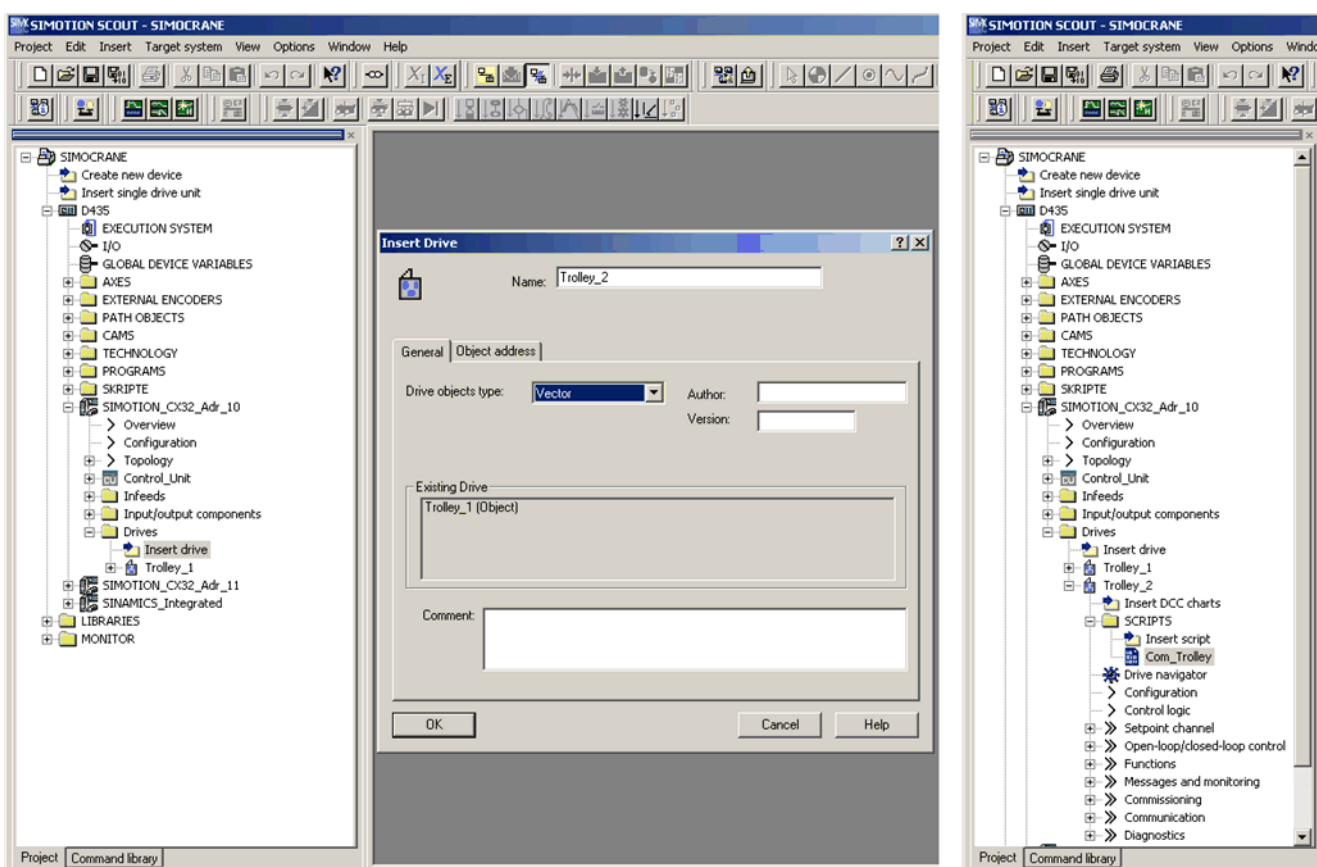 SIMOTION SCOUT - SIMOCRANE
Project Edit Insert Target system View Options Window Help
SIMOCRANE
Create new device
Insert single drive unit
D435
EXECUTION SYSTEM
I/O
GLOBAL DEVICE VARIABLES
AXES
EXTERNAL ENCODERS
PATH OBJECTS
CAMS
TECHNOLOGY
PROGRAMS
SKRIPTE
SIMOTION_CX32_Adr_10
Overview
Configuration
Topology
Control_Unit
Infeeds
Input/output components
Drives
Insert drive
Trolley_1
SIMOTION_CX32_Adr_11
SINAMICS_Integrated
LIBRARIES
MONITOR
Project Command library
Insert Drive
Name: Trolley_2
General Object address
Drive objects type: Vector Author:
Version:
Existing Drive
Trolley_1 (Object)
Comment:
OK Cancel Help
SIMOTION SCOUT - SIMOCRANE
Project Edit Insert Target system View Options Windo
SIMOCRANE
Create new device
Insert single drive unit
D435
EXECUTION SYSTEM
I/O
GLOBAL DEVICE VARIABLES
AXES
EXTERNAL ENCODERS
PATH OBJECTS
CAMS
TECHNOLOGY
PROGRAMS
SKRIPTE
SIMOTION_CX32_Adr_10
Overview
Configuration
Topology
Control_Unit
Infeeds
Input/output components
Drives
Insert drive
Trolley_1
Trolley_2
Insert DCC charts
SCRIPTS
Insert script
Com_Trolley
Drive navigator
Configuration
Control logic
Setpoint channel
Open-loop/closed-loop control
Functions
Messages and monitoring
Commissioning
Communication
Diagnostics
Project Command library